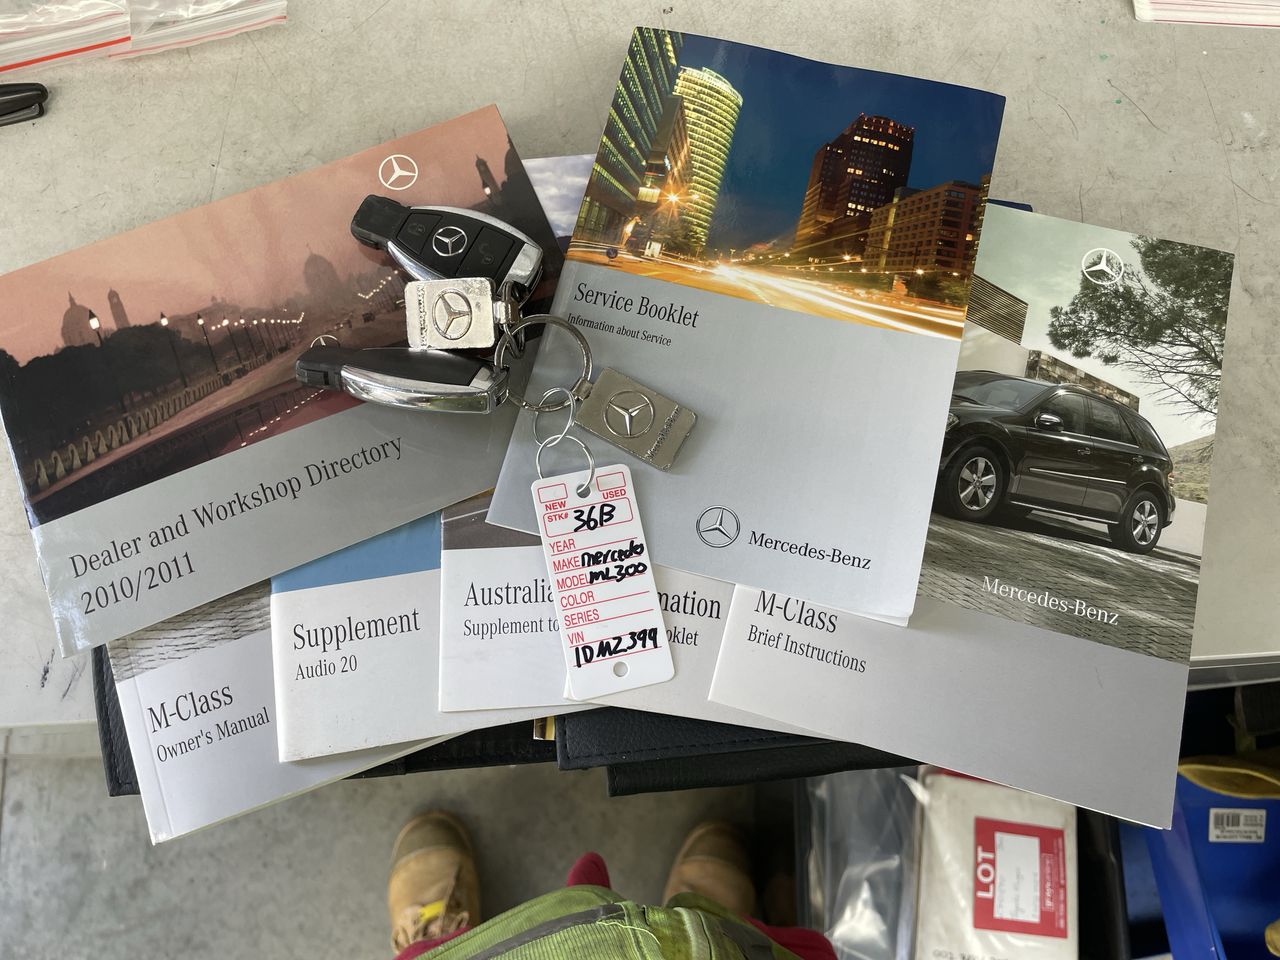 Dealer and Workshop Directory
2010/2011
Service Booklet
Information about Service
Mercedes-Benz
Mercedes-Benz
M-Class
Owner's Manual
Supplement
Audio 20
Australia
Supplement to
mation
oklet
M-Class
Brief Instructions
NEW
USED
STK# 36B
YEAR
MAKE mercedes
MODEL ML300
COLOR
SERIES
VIN
1DMZ399
LOT